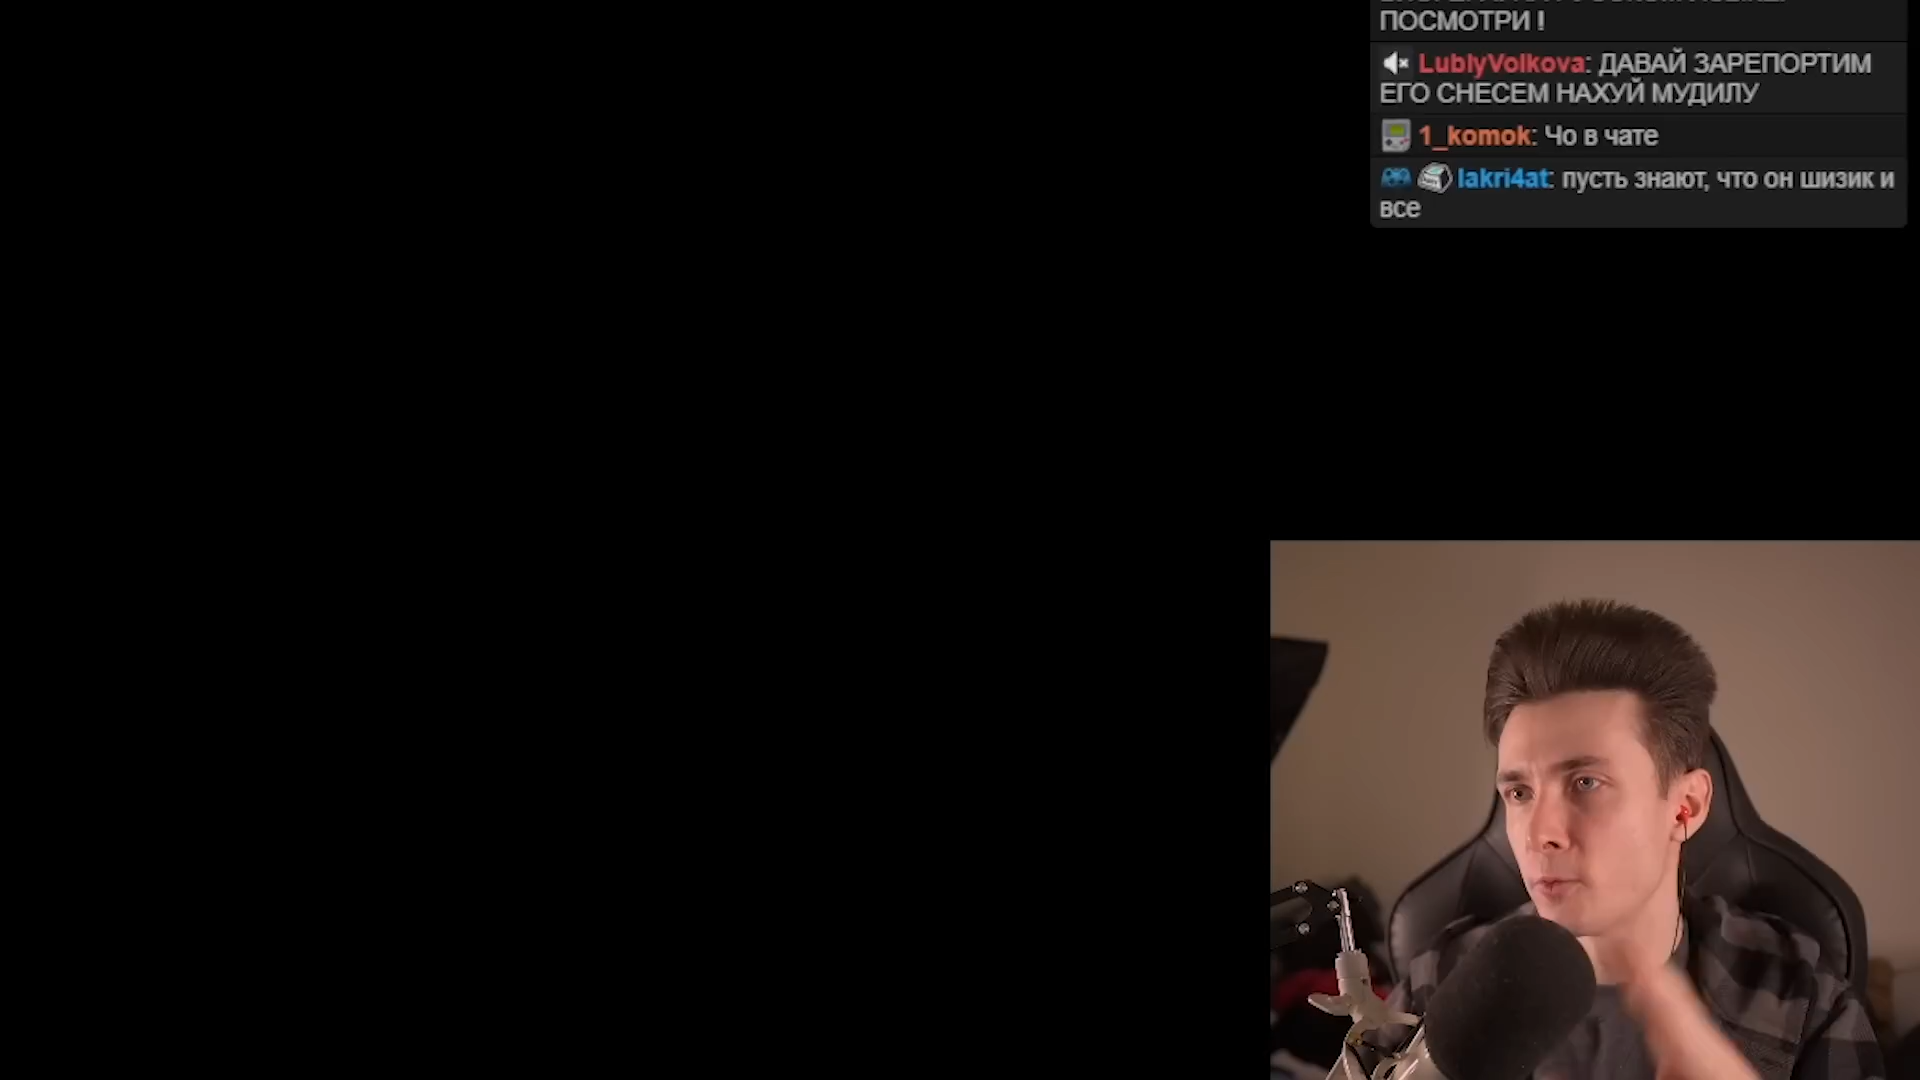 ПОСМОТРИ !
LublyVolkova: ДАВАЙ ЗАРЕПОРТИМ
ЕГО СНЕСЕМ НАХУЙ МУДИЛУ
1_komok: Чо в чате
lakri4at: пусть знают, что он шизик и
все